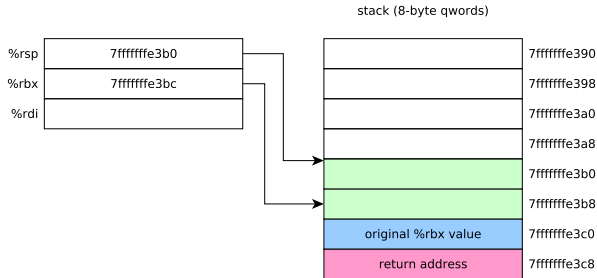 stack (8-byte qwords)
%rsp 7fffffffe3b0 7fffffffe390
%rbx 7fffffffe3bc 7fffffffe398
%rdi 7fffffffe3a0
7fffffffe3a8
7fffffffe3b0
7fffffffe3b8
original %rbx value 7fffffffe3c0
return address 7fffffffe3c8